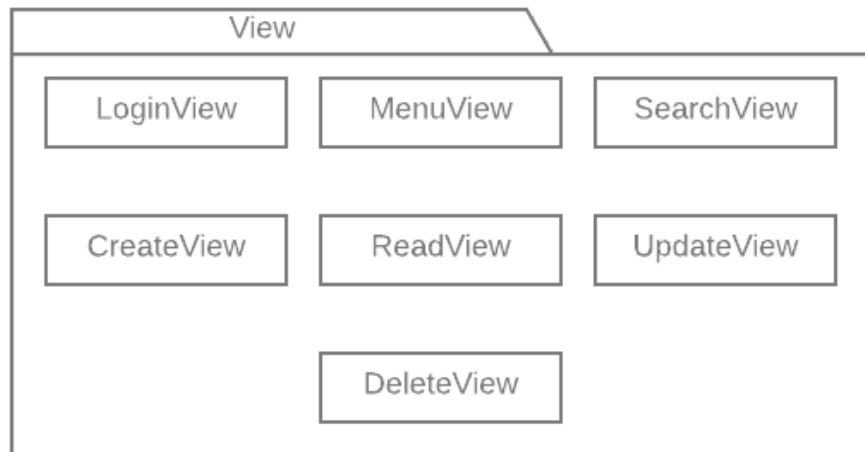 View
LoginView
MenuView
SearchView
CreateView
ReadView
UpdateView
DeleteView